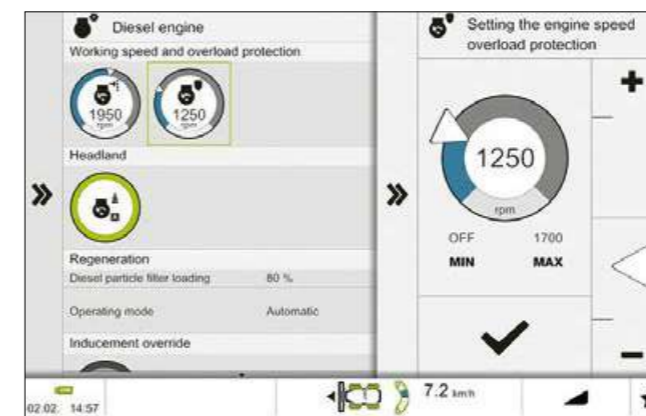 Diesel engine
Working speed and overload protection
1950
rpm
1250
rpm
Headland
Regeneration
Diesel particle filter loading 80 %
Operating mode Automatic
Inducement override
Setting the engine speed
overload protection
1250
rpm
OFF 1700
MIN MAX
02.02. 14:57
7.2 km/h